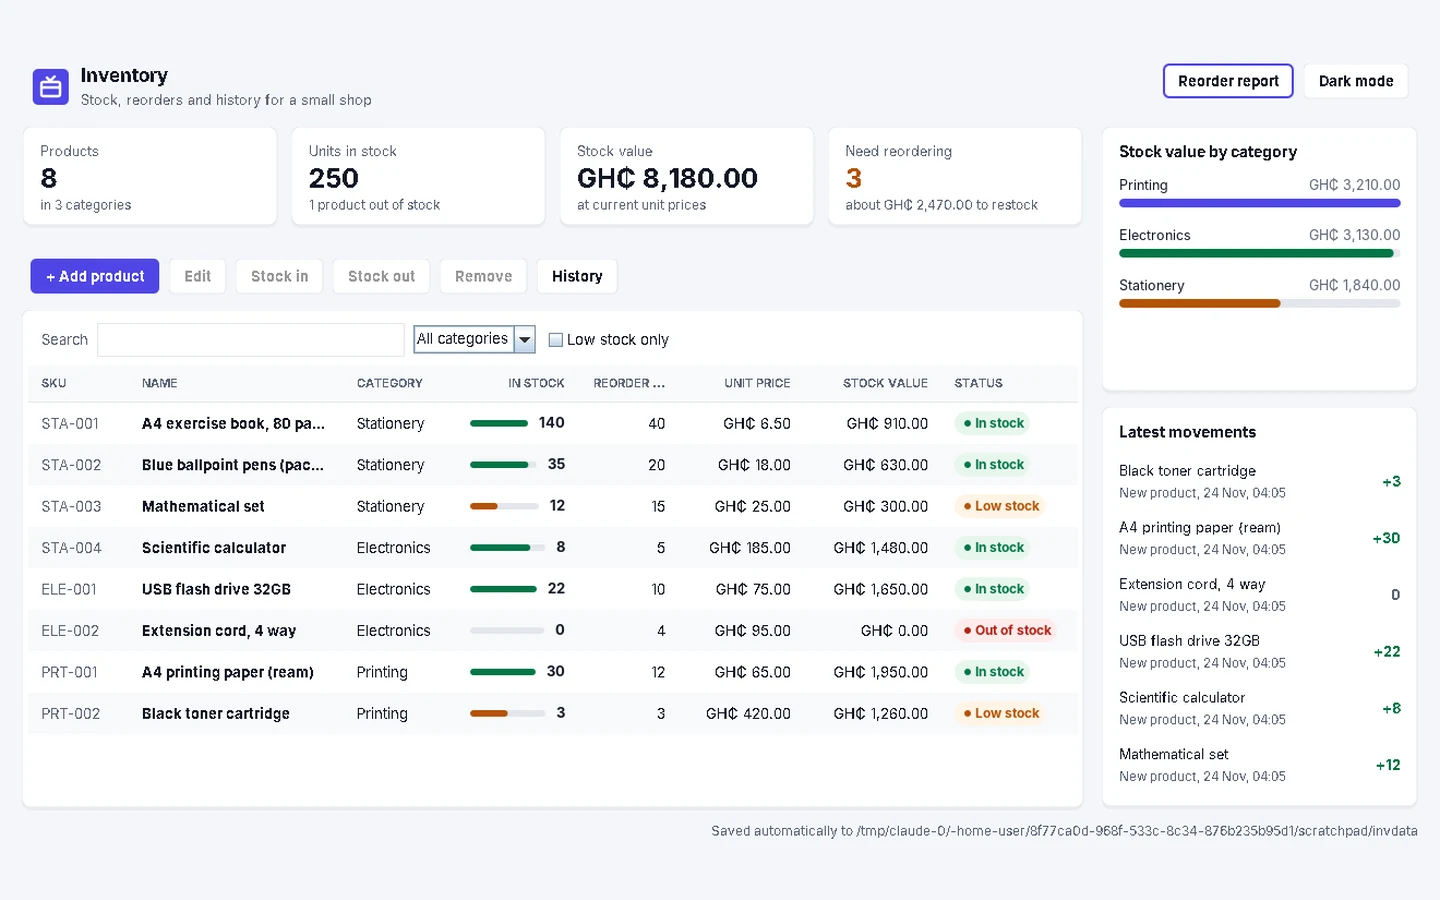 Inventory
Stock, reorders and history for a small shop
Reorder report
Dark mode
Products
8
in 3 categories
Units in stock
250
1 product out of stock
Stock value
GH₵ 8,180.00
at current unit prices
Need reordering
3
about GH₵ 2,470.00 to restock
+ Add product
Edit
Stock in
Stock out
Remove
History
Search
All categories
Low stock only
SKU NAME CATEGORY IN STOCK REORDER ... UNIT PRICE STOCK VALUE STATUS
STA-001 A4 exercise book, 80 pa... Stationery 140 40 GH₵ 6.50 GH₵ 910.00 In stock
STA-002 Blue ballpoint pens (pac... Stationery 35 20 GH₵ 18.00 GH₵ 630.00 In stock
STA-003 Mathematical set Stationery 12 15 GH₵ 25.00 GH₵ 300.00 Low stock
STA-004 Scientific calculator Electronics 8 5 GH₵ 185.00 GH₵ 1,480.00 In stock
ELE-001 USB flash drive 32GB Electronics 22 10 GH₵ 75.00 GH₵ 1,650.00 In stock
ELE-002 Extension cord, 4 way Electronics 0 4 GH₵ 95.00 GH₵ 0.00 Out of stock
PRT-001 A4 printing paper (ream) Printing 30 12 GH₵ 65.00 GH₵ 1,950.00 In stock
PRT-002 Black toner cartridge Printing 3 3 GH₵ 420.00 GH₵ 1,260.00 Low stock
Stock value by category
Printing GH₵ 3,210.00
Electronics GH₵ 3,130.00
Stationery GH₵ 1,840.00
Latest movements
Black toner cartridge
New product, 24 Nov, 04:05
+3
A4 printing paper (ream)
New product, 24 Nov, 04:05
+30
Extension cord, 4 way
New product, 24 Nov, 04:05
0
USB flash drive 32GB
New product, 24 Nov, 04:05
+22
Scientific calculator
New product, 24 Nov, 04:05
+8
Mathematical set
New product, 24 Nov, 04:05
+12
Saved automatically to /tmp/claude-0/-home-user/8f77ca0d-968f-533c-8c34-876b235b95d1/scratchpad/invdata